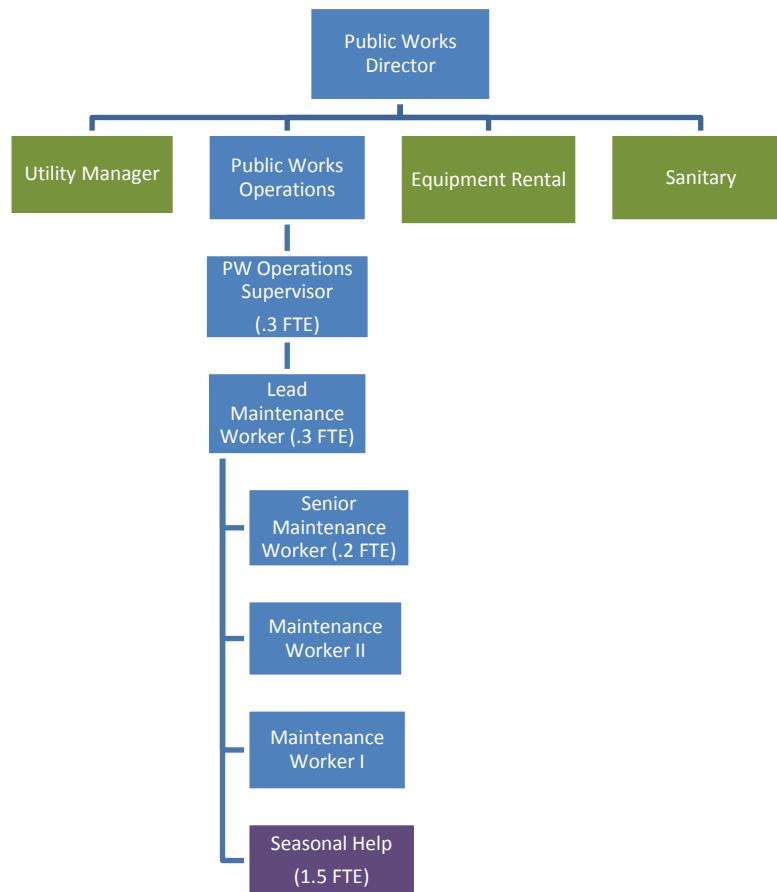 Public Works
Director
Utility Manager
Public Works
Operations
Equipment Rental
Sanitary
PW Operations
Supervisor
(.3 FTE)
Lead
Maintenance
Worker (.3 FTE)
Senior
Maintenance
Worker (.2 FTE)
Maintenance
Worker II
Maintenance
Worker I
Seasonal Help
(1.5 FTE)